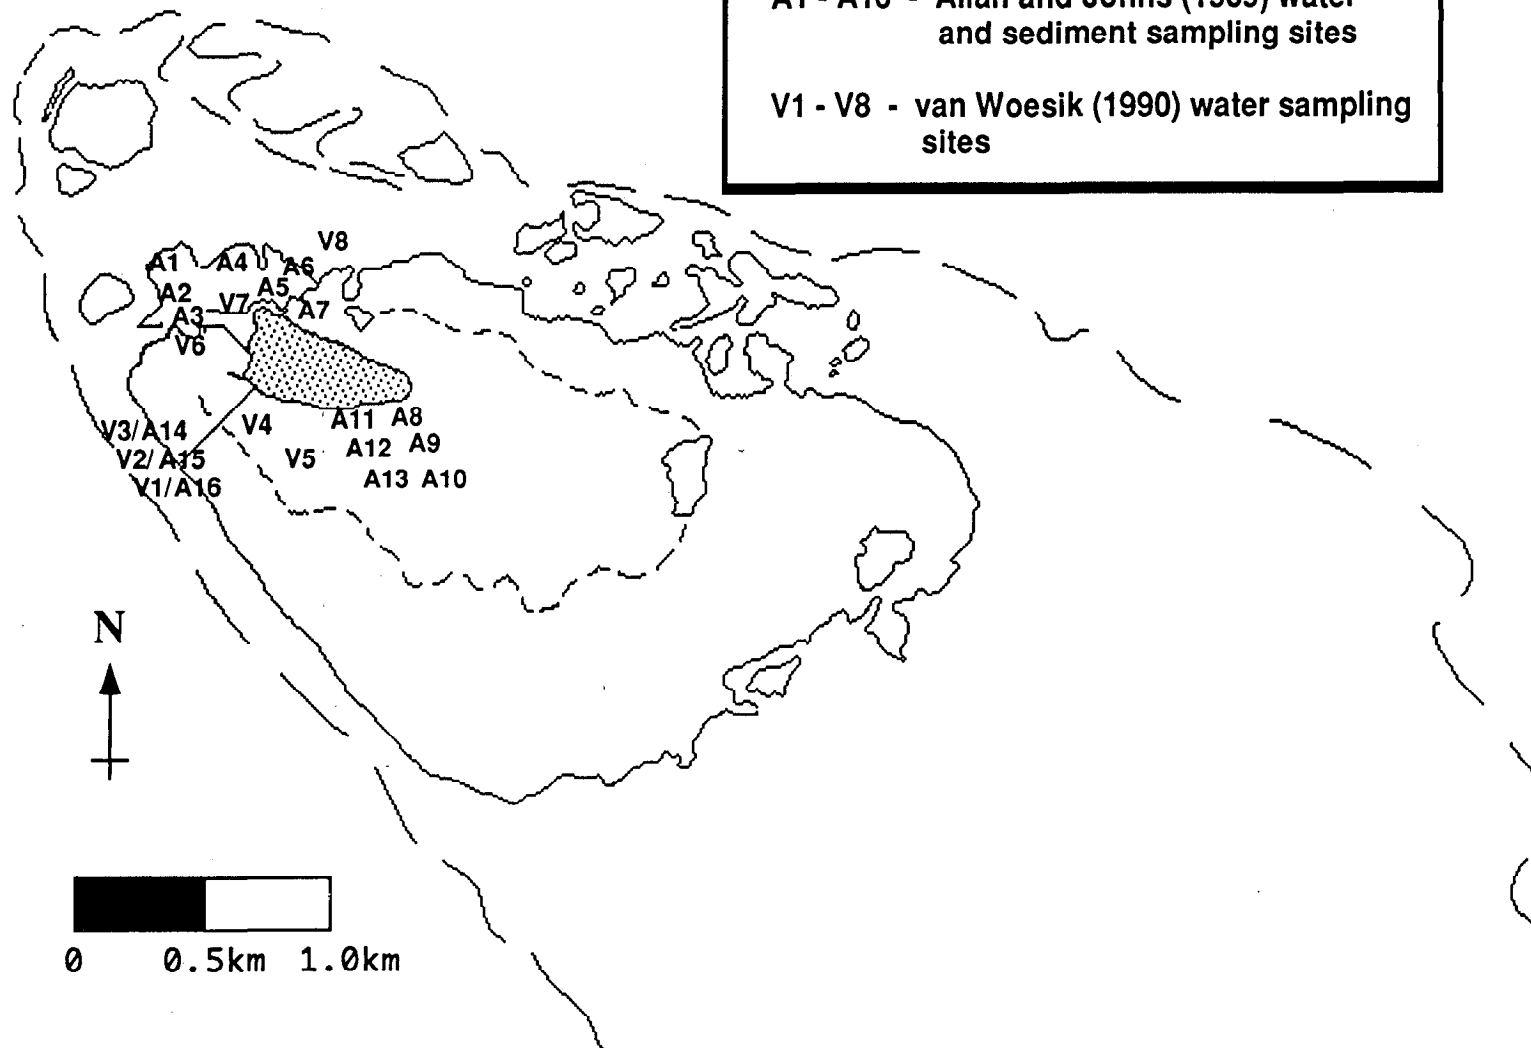 and sediment sampling sites
V1 - V8 - van Woesik (1990) water sampling
sites
V8
A1 A4 A6
A5
A2 V7 A7
A3
V6
V3/A14 V4 A11 A8
V2/A15 V5 A12 A9
V1/A16 A13 A10
N
0 0.5km 1.0km